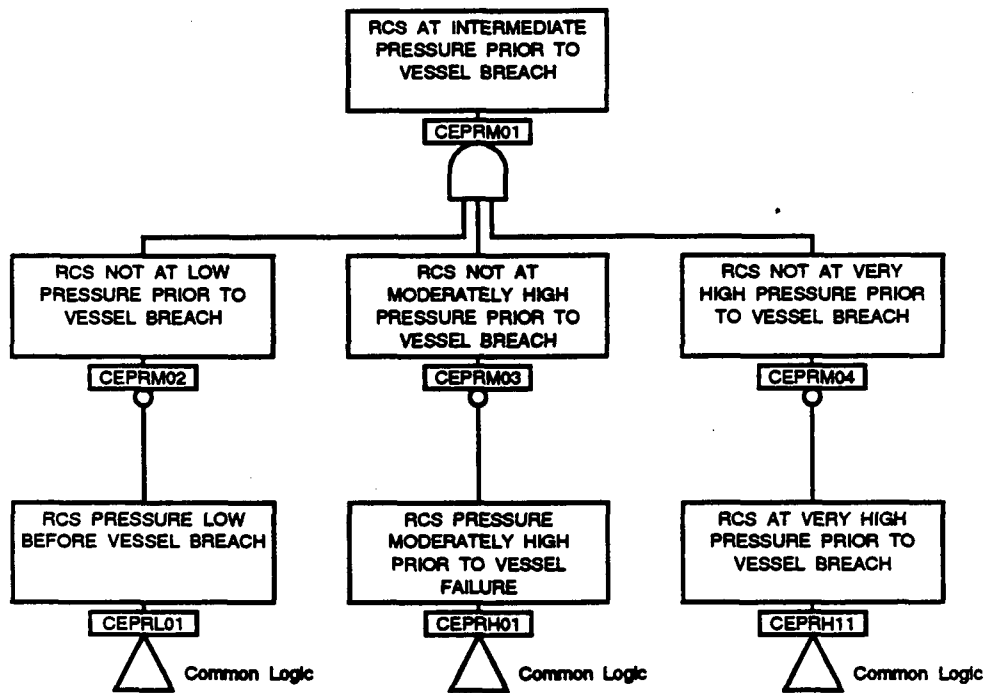 RCS AT INTERMEDIATE
PRESSURE PRIOR TO
VESSEL BREACH
CEPRM01
RCS NOT AT LOW
PRESSURE PRIOR TO
VESSEL BREACH
CEPRM02
RCS NOT AT
MODERATELY HIGH
PRESSURE PRIOR TO
VESSEL BREACH
CEPRM03
RCS NOT AT VERY
HIGH PRESSURE PRIOR
TO VESSEL BREACH
CEPRM04
RCS PRESSURE LOW
BEFORE VESSEL BREACH
CEPRL01
Common Logic
RCS PRESSURE
MODERATELY HIGH
PRIOR TO VESSEL
FAILURE
CEPRH01
Common Logic
RCS AT VERY HIGH
PRESSURE PRIOR TO
VESSEL BREACH
CEPRH11
Common Logic